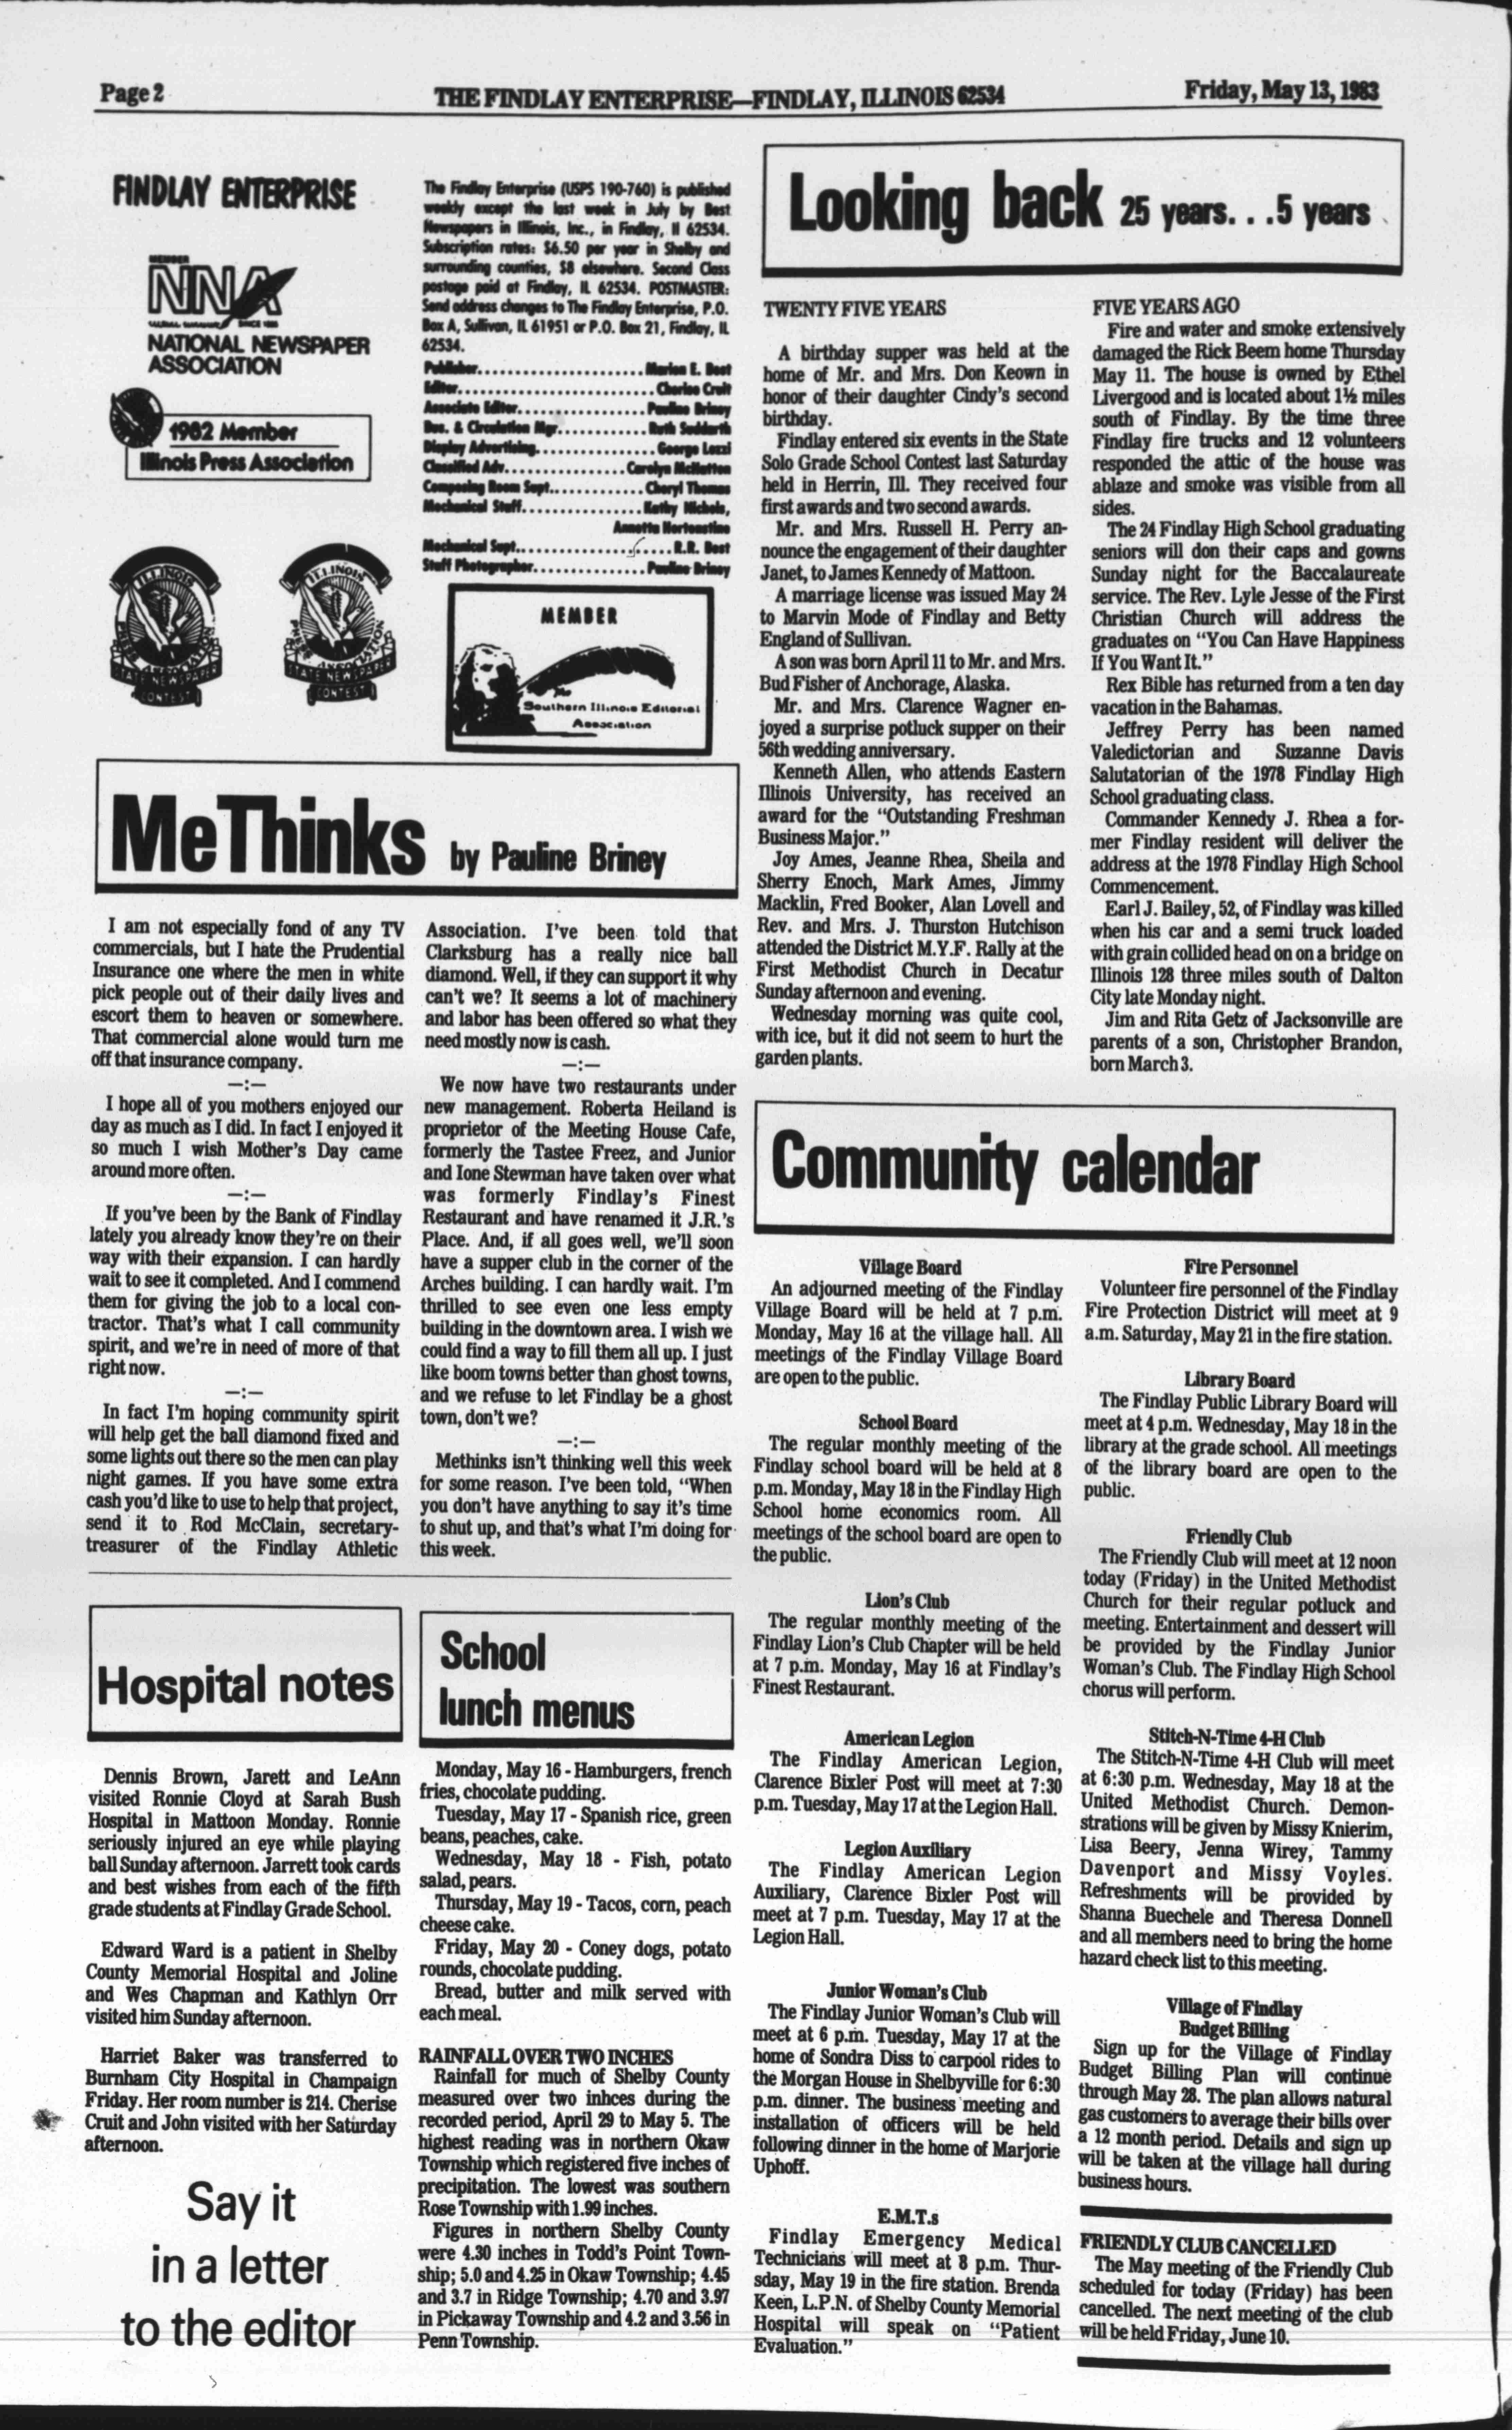 Page 2
THE FINDLAY ENTERPRISE—FINDLAY, ILLINOIS 62534
Friday, May 13, 1983
FINDLAY ENTERPRISE
MEMBER
NNA
SINCE 1885
NATIONAL NEWSPAPER
ASSOCIATION
1982 Member
Illinois Press Association
ILLINOIS
PRESS ASSOCIATION
STATE NEWSPAPER
CONTEST
ILLINOIS
PRESS ASSOCIATION
STATE NEWSPAPER
CONTEST
The Findlay Enterprise (USPS 190-760) is published
weekly except the last week in July by Best
Newspapers in Illinois, Inc., in Findlay, Il 62534.
Subscription rates: $6.50 per year in Shelby and
surrounding counties, $8 elsewhere. Second Class
postage paid at Findlay, IL 62534. POSTMASTER:
Send address changes to The Findlay Enterprise, P.O.
Box A, Sullivan, IL 61951 or P.O. Box 21, Findlay, IL
62534.
Publisher......................Marion E. Best
Editor..........................Cherise Cruit
Associate Editor................Pauline Briney
Bus. & Circulation Mgr...........Ruth Suddarth
Display Advertising...............George Lozzi
Classified Adv................Carolyn McNutton
Composing Room Supt............Cheryl Thomas
Mechanical Staff................Kathy Nichols,
Annette Hortenstine
Mechanical Supt.....................R.R. Best
Staff Photographer...............Pauline Briney
MEMBER
The
Southern Illinois Editorial
Association
MeThinks by Pauline Briney
I am not especially fond of any TV
commercials, but I hate the Prudential
Insurance one where the men in white
pick people out of their daily lives and
escort them to heaven or somewhere.
That commercial alone would turn me
off that insurance company.
—:—
I hope all of you mothers enjoyed our
day as much as I did. In fact I enjoyed it
so much I wish Mother's Day came
around more often.
—:—
If you've been by the Bank of Findlay
lately you already know they're on their
way with their expansion. I can hardly
wait to see it completed. And I commend
them for giving the job to a local con-
tractor. That's what I call community
spirit, and we're in need of more of that
right now.
—:—
In fact I'm hoping community spirit
will help get the ball diamond fixed and
some lights out there so the men can play
night games. If you have some extra
cash you'd like to use to help that project,
send it to Rod McClain, secretary-
treasurer of the Findlay Athletic
Association. I've been told that
Clarksburg has a really nice ball
diamond. Well, if they can support it why
can't we? It seems a lot of machinery
and labor has been offered so what they
need mostly now is cash.
—:—
We now have two restaurants under
new management. Roberta Heiland is
proprietor of the Meeting House Cafe,
formerly the Tastee Freez, and Junior
and Ione Stewman have taken over what
was formerly Findlay's Finest
Restaurant and have renamed it J.R.'s
Place. And, if all goes well, we'll soon
have a supper club in the corner of the
Arches building. I can hardly wait. I'm
thrilled to see even one less empty
building in the downtown area. I wish we
could find a way to fill them all up. I just
like boom towns better than ghost towns,
and we refuse to let Findlay be a ghost
town, don't we?
—:—
Methinks isn't thinking well this week
for some reason. I've been told, "When
you don't have anything to say it's time
to shut up, and that's what I'm doing for
this week.
Hospital notes
Dennis Brown, Jarett and LeAnn
visited Ronnie Cloyd at Sarah Bush
Hospital in Mattoon Monday. Ronnie
seriously injured an eye while playing
ball Sunday afternoon. Jarrett took cards
and best wishes from each of the fifth
grade students at Findlay Grade School.
Edward Ward is a patient in Shelby
County Memorial Hospital and Joline
and Wes Chapman and Kathlyn Orr
visited him Sunday afternoon.
Harriet Baker was transferred to
Burnham City Hospital in Champaign
Friday. Her room number is 214. Cherise
Cruit and John visited with her Saturday
afternoon.
Say it
in a letter
to the editor
School
lunch menus
Monday, May 16 - Hamburgers, french
fries, chocolate pudding.
Tuesday, May 17 - Spanish rice, green
beans, peaches, cake.
Wednesday, May 18 - Fish, potato
salad, pears.
Thursday, May 19 - Tacos, corn, peach
cheese cake.
Friday, May 20 - Coney dogs, potato
rounds, chocolate pudding.
Bread, butter and milk served with
each meal.
RAINFALL OVER TWO INCHES
Rainfall for much of Shelby County
measured over two inhces during the
recorded period, April 29 to May 5. The
highest reading was in northern Okaw
Township which registered five inches of
precipitation. The lowest was southern
Rose Township with 1.99 inches.
Figures in northern Shelby County
were 4.30 inches in Todd's Point Town-
ship; 5.0 and 4.25 in Okaw Township; 4.45
and 3.7 in Ridge Township; 4.70 and 3.97
in Pickaway Township and 4.2 and 3.56 in
Penn Township.
Looking back 25 years. . .5 years
TWENTY FIVE YEARS
A birthday supper was held at the
home of Mr. and Mrs. Don Keown in
honor of their daughter Cindy's second
birthday.
Findlay entered six events in the State
Solo Grade School Contest last Saturday
held in Herrin, Ill. They received four
first awards and two second awards.
Mr. and Mrs. Russell H. Perry an-
nounce the engagement of their daughter
Janet, to James Kennedy of Mattoon.
A marriage license was issued May 24
to Marvin Mode of Findlay and Betty
England of Sullivan.
A son was born April 11 to Mr. and Mrs.
Bud Fisher of Anchorage, Alaska.
Mr. and Mrs. Clarence Wagner en-
joyed a surprise potluck supper on their
56th wedding anniversary.
Kenneth Allen, who attends Eastern
Illinois University, has received an
award for the "Outstanding Freshman
Business Major."
Joy Ames, Jeanne Rhea, Sheila and
Sherry Enoch, Mark Ames, Jimmy
Macklin, Fred Booker, Alan Lovell and
Rev. and Mrs. J. Thurston Hutchison
attended the District M.Y.F. Rally at the
First Methodist Church in Decatur
Sunday afternoon and evening.
Wednesday morning was quite cool,
with ice, but it did not seem to hurt the
garden plants.
FIVE YEARS AGO
Fire and water and smoke extensively
damaged the Rick Beem home Thursday
May 11. The house is owned by Ethel
Livergood and is located about 1½ miles
south of Findlay. By the time three
Findlay fire trucks and 12 volunteers
responded the attic of the house was
ablaze and smoke was visible from all
sides.
The 24 Findlay High School graduating
seniors will don their caps and gowns
Sunday night for the Baccalaureate
service. The Rev. Lyle Jesse of the First
Christian Church will address the
graduates on "You Can Have Happiness
If You Want It."
Rex Bible has returned from a ten day
vacation in the Bahamas.
Jeffrey Perry has been named
Valedictorian and Suzanne Davis
Salutatorian of the 1978 Findlay High
School graduating class.
Commander Kennedy J. Rhea a for-
mer Findlay resident will deliver the
address at the 1978 Findlay High School
Commencement.
Earl J. Bailey, 52, of Findlay was killed
when his car and a semi truck loaded
with grain collided head on on a bridge on
Illinois 128 three miles south of Dalton
City late Monday night.
Jim and Rita Getz of Jacksonville are
parents of a son, Christopher Brandon,
born March 3.
Community calendar
Village Board
An adjourned meeting of the Findlay
Village Board will be held at 7 p.m.
Monday, May 16 at the village hall. All
meetings of the Findlay Village Board
are open to the public.
School Board
The regular monthly meeting of the
Findlay school board will be held at 8
p.m. Monday, May 18 in the Findlay High
School home economics room. All
meetings of the school board are open to
the public.
Lion's Club
The regular monthly meeting of the
Findlay Lion's Club Chapter will be held
at 7 p.m. Monday, May 16 at Findlay's
Finest Restaurant.
American Legion
The Findlay American Legion,
Clarence Bixler Post will meet at 7:30
p.m. Tuesday, May 17 at the Legion Hall.
Legion Auxiliary
The Findlay American Legion
Auxiliary, Clarence Bixler Post will
meet at 7 p.m. Tuesday, May 17 at the
Legion Hall.
Junior Woman's Club
The Findlay Junior Woman's Club will
meet at 6 p.m. Tuesday, May 17 at the
home of Sondra Diss to carpool rides to
the Morgan House in Shelbyville for 6:30
p.m. dinner. The business meeting and
installation of officers will be held
following dinner in the home of Marjorie
Uphoff.
E.M.T.s
Findlay Emergency Medical
Technicians will meet at 8 p.m. Thur-
sday, May 19 in the fire station. Brenda
Keen, L.P.N. of Shelby County Memorial
Hospital will speak on "Patient
Evaluation."
Fire Personnel
Volunteer fire personnel of the Findlay
Fire Protection District will meet at 9
a.m. Saturday, May 21 in the fire station.
Library Board
The Findlay Public Library Board will
meet at 4 p.m. Wednesday, May 18 in the
library at the grade school. All meetings
of the library board are open to the
public.
Friendly Club
The Friendly Club will meet at 12 noon
today (Friday) in the United Methodist
Church for their regular potluck and
meeting. Entertainment and dessert will
be provided by the Findlay Junior
Woman's Club. The Findlay High School
chorus will perform.
Stitch-N-Time 4-H Club
The Stitch-N-Time 4-H Club will meet
at 6:30 p.m. Wednesday, May 18 at the
United Methodist Church. Demon-
strations will be given by Missy Knierim,
Lisa Beery, Jenna Wirey, Tammy
Davenport and Missy Voyles.
Refreshments will be provided by
Shanna Buechele and Theresa Donnell
and all members need to bring the home
hazard check list to this meeting.
Village of Findlay
Budget Billing
Sign up for the Village of Findlay
Budget Billing Plan will continue
through May 28. The plan allows natural
gas customers to average their bills over
a 12 month period. Details and sign up
will be taken at the village hall during
business hours.
FRIENDLY CLUB CANCELLED
The May meeting of the Friendly Club
scheduled for today (Friday) has been
cancelled. The next meeting of the club
will be held Friday, June 10.